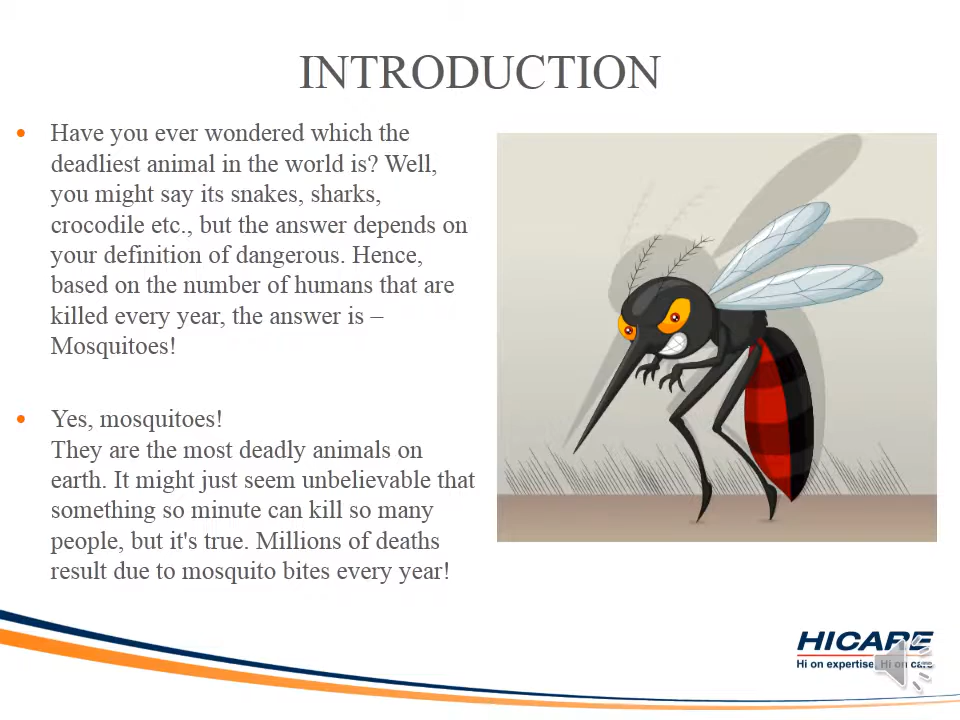 INTRODUCTION
Have you ever wondered which the
deadliest animal in the world is? Well,
you might say its snakes, sharks,
crocodile etc., but the answer depends on
your definition of dangerous. Hence,
based on the number of humans that are
killed every year, the answer is –
Mosquitoes!
Yes, mosquitoes!
They are the most deadly animals on
earth. It might just seem unbelievable that
something so minute can kill so many
people, but it's true. Millions of deaths
result due to mosquito bites every year!
HICARE
Hi on expertise. Hi on care